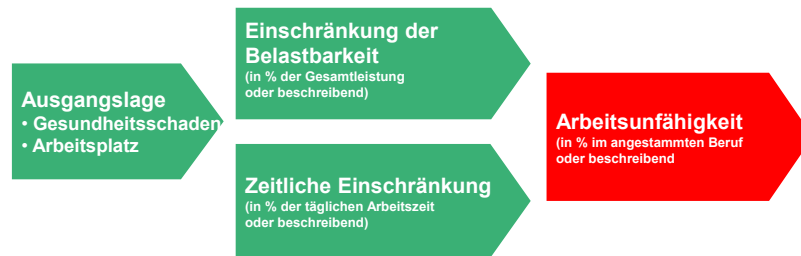 Ausgangslage
• Gesundheitsschaden
• Arbeitsplatz
Einschränkung der
Belastbarkeit
(in % der Gesamtleistung
oder beschreibend)
Zeitliche Einschränkung
(in % der täglichen Arbeitszeit
oder beschreibend)
Arbeitsunfähigkeit
(in % im angestammten Beruf
oder beschreibend